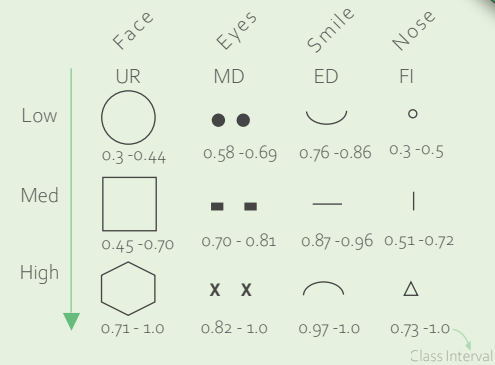 Face Eyes Smile Nose
UR MD ED FI
Low
0.3 -0.44 0.58 -0.69 0.76 -0.86 0.3 -0.5
Med
0.45 -0.70 0.70 - 0.81 0.87 -0.96 0.51 -0.72
High
X X
0.71 - 1.0 0.82 - 1.0 0.97 -1.0 0.73 -1.0
Class Interval